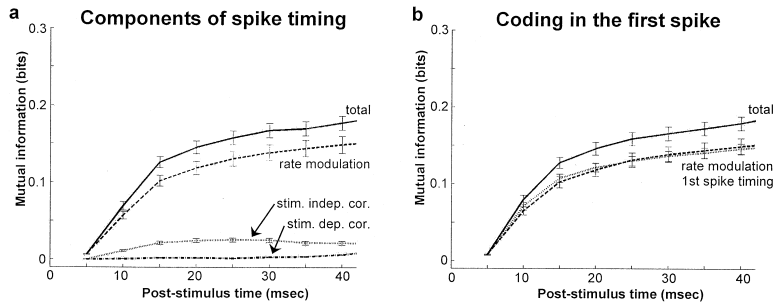 a
Components of spike timing
Mutual information (bits)
0.3
0.2
0.1
0
total
rate modulation
stim. indep. cor.
stim. dep. cor.
10
20
30
40
Post-stimulus time (msec)
b
Coding in the first spike
Mutual information (bits)
0.3
0.2
0.1
0.0
total
rate modulation
1st spike timing
10
20
30
40
Post-stimulus time (msec)